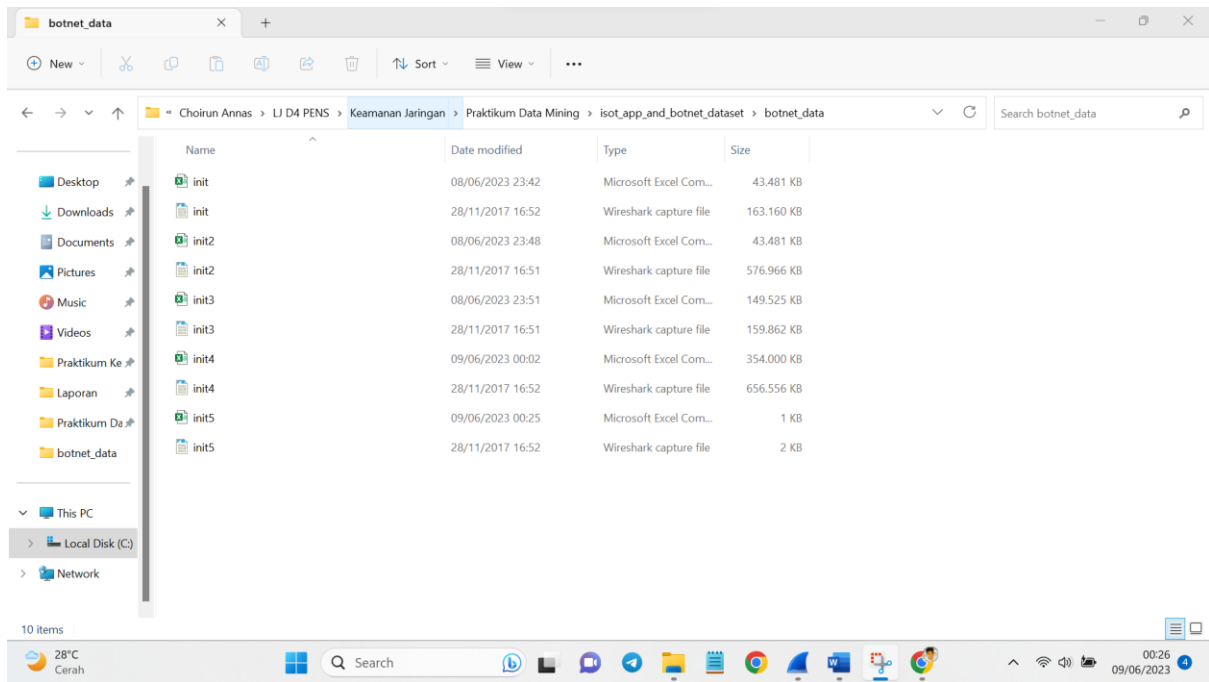 botnet_data
New
Sort
View
« Choirun Annas > LJ D4 PENS > Keamanan Jaringan > Praktikum Data Mining > isot_app_and_botnet_dataset > botnet_data
Search botnet_data
Name Date modified Type Size
Desktop
Downloads
Documents
Pictures
Music
Videos
Praktikum Ke
Laporan
Praktikum Da
botnet_data
This PC
Local Disk (C:)
Network
init 08/06/2023 23:42 Microsoft Excel Com... 43.481 KB
init 28/11/2017 16:52 Wireshark capture file 163.160 KB
init2 08/06/2023 23:48 Microsoft Excel Com... 43.481 KB
init2 28/11/2017 16:51 Wireshark capture file 576.966 KB
init3 08/06/2023 23:51 Microsoft Excel Com... 149.525 KB
init3 28/11/2017 16:51 Wireshark capture file 159.862 KB
init4 09/06/2023 00:02 Microsoft Excel Com... 354.000 KB
init4 28/11/2017 16:52 Wireshark capture file 656.556 KB
init5 09/06/2023 00:25 Microsoft Excel Com... 1 KB
init5 28/11/2017 16:52 Wireshark capture file 2 KB
10 items
28°C
Cerah
Search
00:26
09/06/2023
4